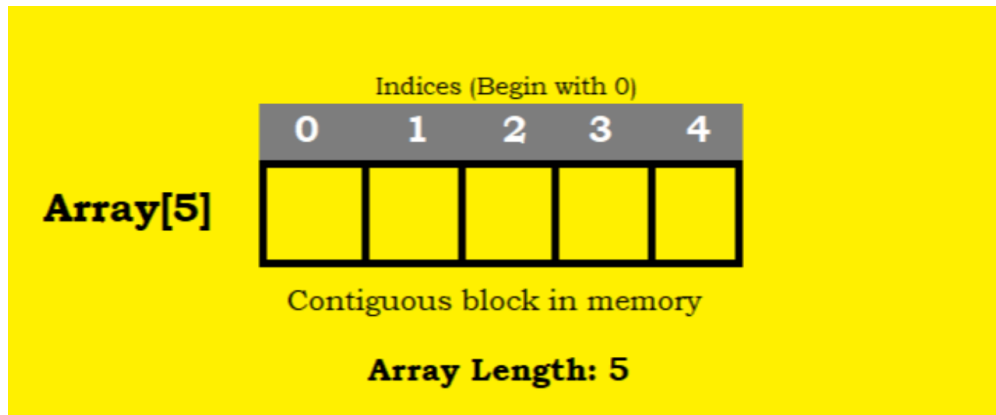 Indices (Begin with 0)
0 1 2 3 4
Array[5]
Contiguous block in memory
Array Length: 5